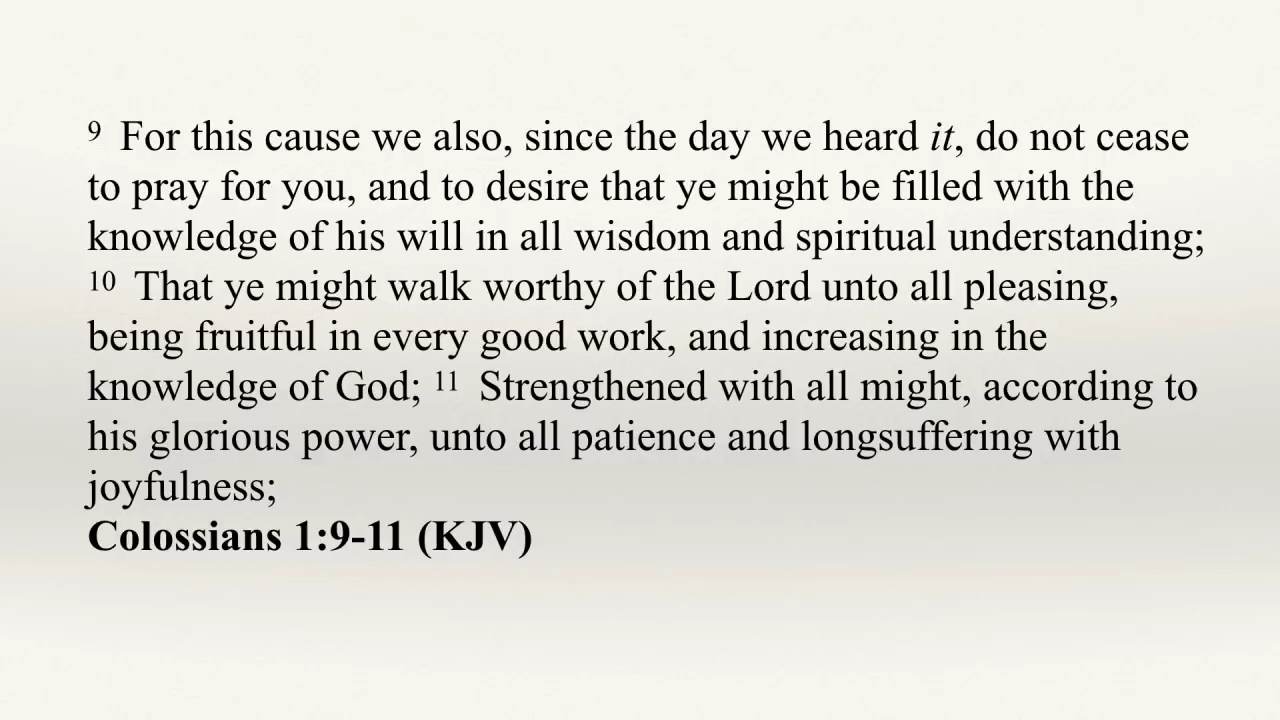 9 For this cause we also, since the day we heard it, do not cease
to pray for you, and to desire that ye might be filled with the
knowledge of his will in all wisdom and spiritual understanding;
10 That ye might walk worthy of the Lord unto all pleasing,
being fruitful in every good work, and increasing in the
knowledge of God; 11 Strengthened with all might, according to
his glorious power, unto all patience and longsuffering with
joyfulness;
Colossians 1:9-11 (KJV)